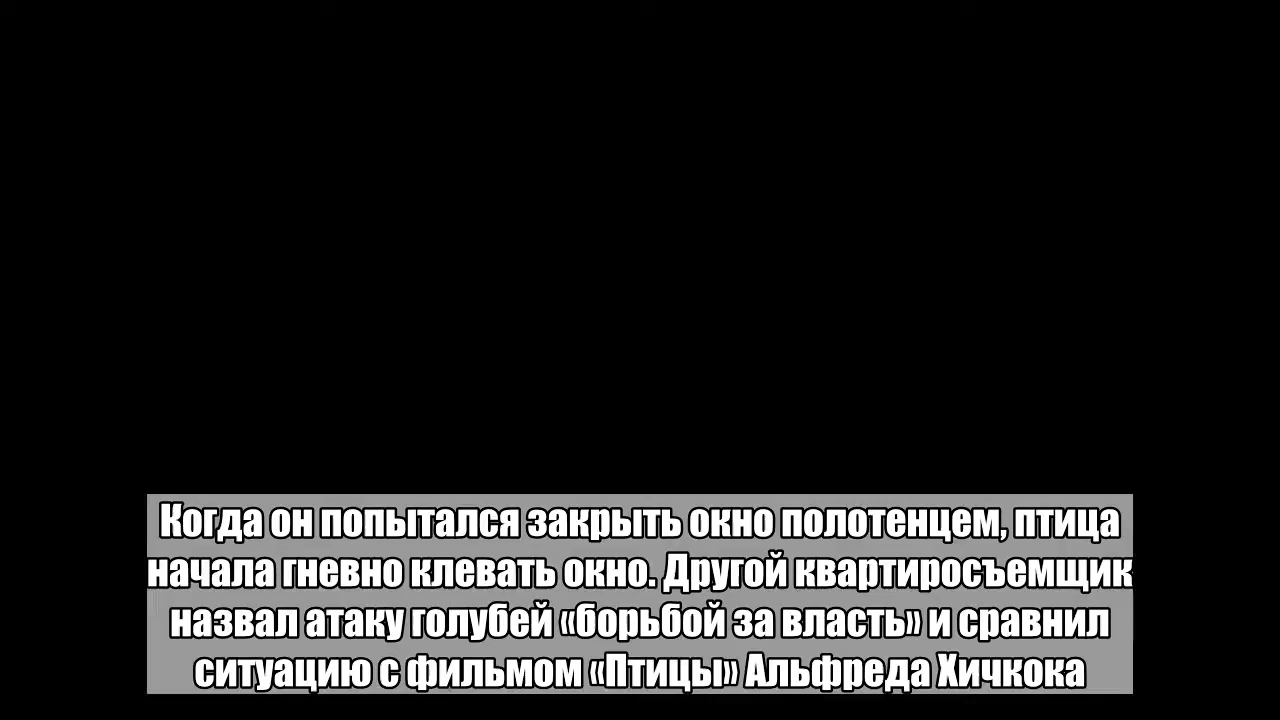 Когда он попытался закрыть окно полотенцем, птица
начала гневно клевать окно. Другой квартиросъемщик
назвал атаку голубей «борьбой за власть» и сравнил
ситуацию с фильмом «Птицы» Альфреда Хичкока